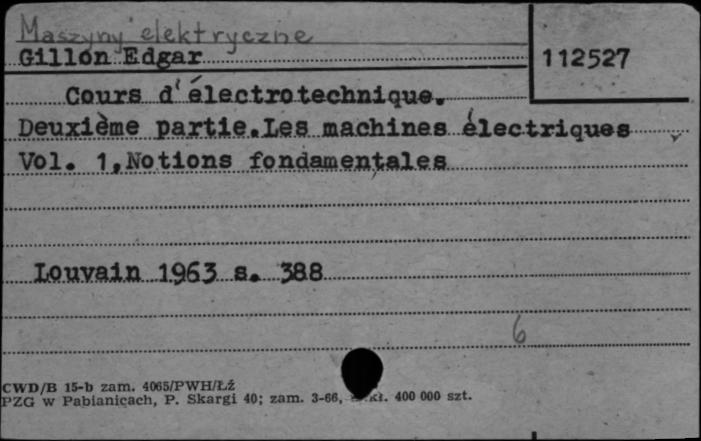 Maszyny elektryczne
Gillon Edgar
112527
Cours d'électrotechnique.
Deuxième partie.Les machines électriques
Vol. 1,Notions fondamentales
Louvain 1963 s. 388
6
CWD/B 15-b zam. 4065/PWH/Łź
PZG w Pabianicach, P. Skargi 40; zam. 3-66, 400 000 szt.